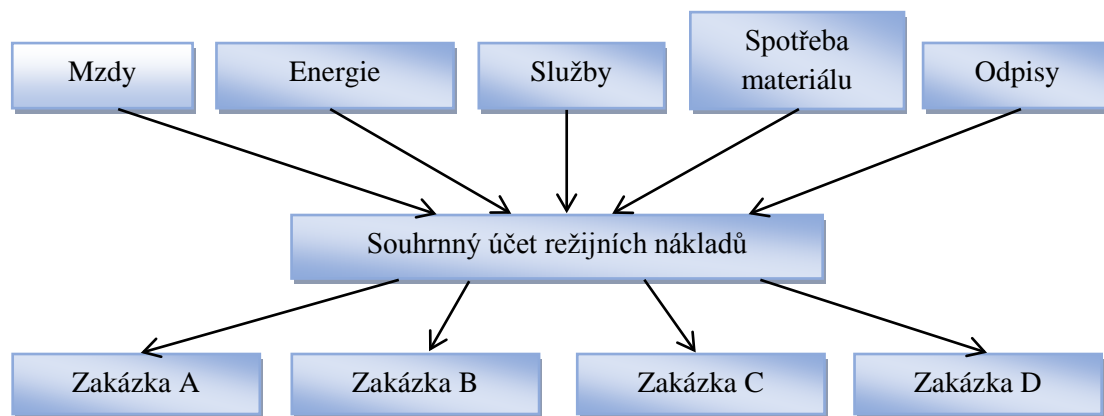 Mzdy
Energie
Služby
Spotřeba
materiálu
Odpisy
Souhrnný účet režijních nákladů
Zakázka A
Zakázka B
Zakázka C
Zakázka D